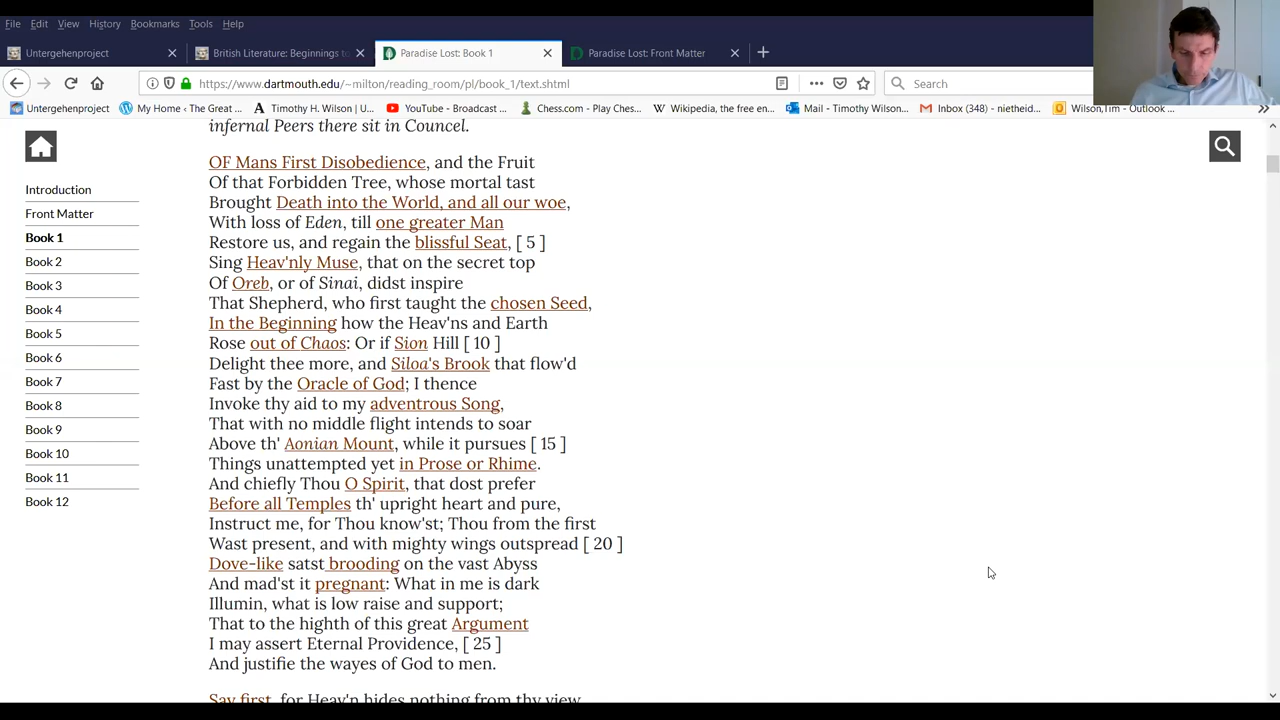 File Edit View History Bookmarks Tools Help
Untergehenproject × British Literature: Beginnings to × Paradise Lost: Book 1 × Paradise Lost: Front Matter × +
https://www.dartmouth.edu/~milton/reading_room/pl/book_1/text.shtml Search
Untergehenproject My Home ‹ The Great ... Timothy H. Wilson | U... YouTube - Broadcast ... Chess.com - Play Ches... Wikipedia, the free en... Mail - Timothy Wilson... Inbox (348) - nietheid... Wilson,Tim - Outlook ...
infernal Peers there sit in Councel.
OF Mans First Disobedience, and the Fruit
Of that Forbidden Tree, whose mortal tast
Brought Death into the World, and all our woe,
With loss of Eden, till one greater Man
Restore us, and regain the blissful Seat, [ 5 ]
Sing Heav'nly Muse, that on the secret top
Of Oreb, or of Sinai, didst inspire
That Shepherd, who first taught the chosen Seed,
In the Beginning how the Heav'ns and Earth
Rose out of Chaos: Or if Sion Hill [ 10 ]
Delight thee more, and Siloa's Brook that flow'd
Fast by the Oracle of God; I thence
Invoke thy aid to my adventrous Song,
That with no middle flight intends to soar
Above th' Aonian Mount, while it pursues [ 15 ]
Things unattempted yet in Prose or Rhime.
And chiefly Thou O Spirit, that dost prefer
Before all Temples th' upright heart and pure,
Instruct me, for Thou know'st; Thou from the first
Wast present, and with mighty wings outspread [ 20 ]
Dove-like satst brooding on the vast Abyss
And mad'st it pregnant: What in me is dark
Illumin, what is low raise and support;
That to the highth of this great Argument
I may assert Eternal Providence, [ 25 ]
And justifie the wayes of God to men.
Say first, for Heav'n hides nothing from thy view
Introduction
Front Matter
Book 1
Book 2
Book 3
Book 4
Book 5
Book 6
Book 7
Book 8
Book 9
Book 10
Book 11
Book 12